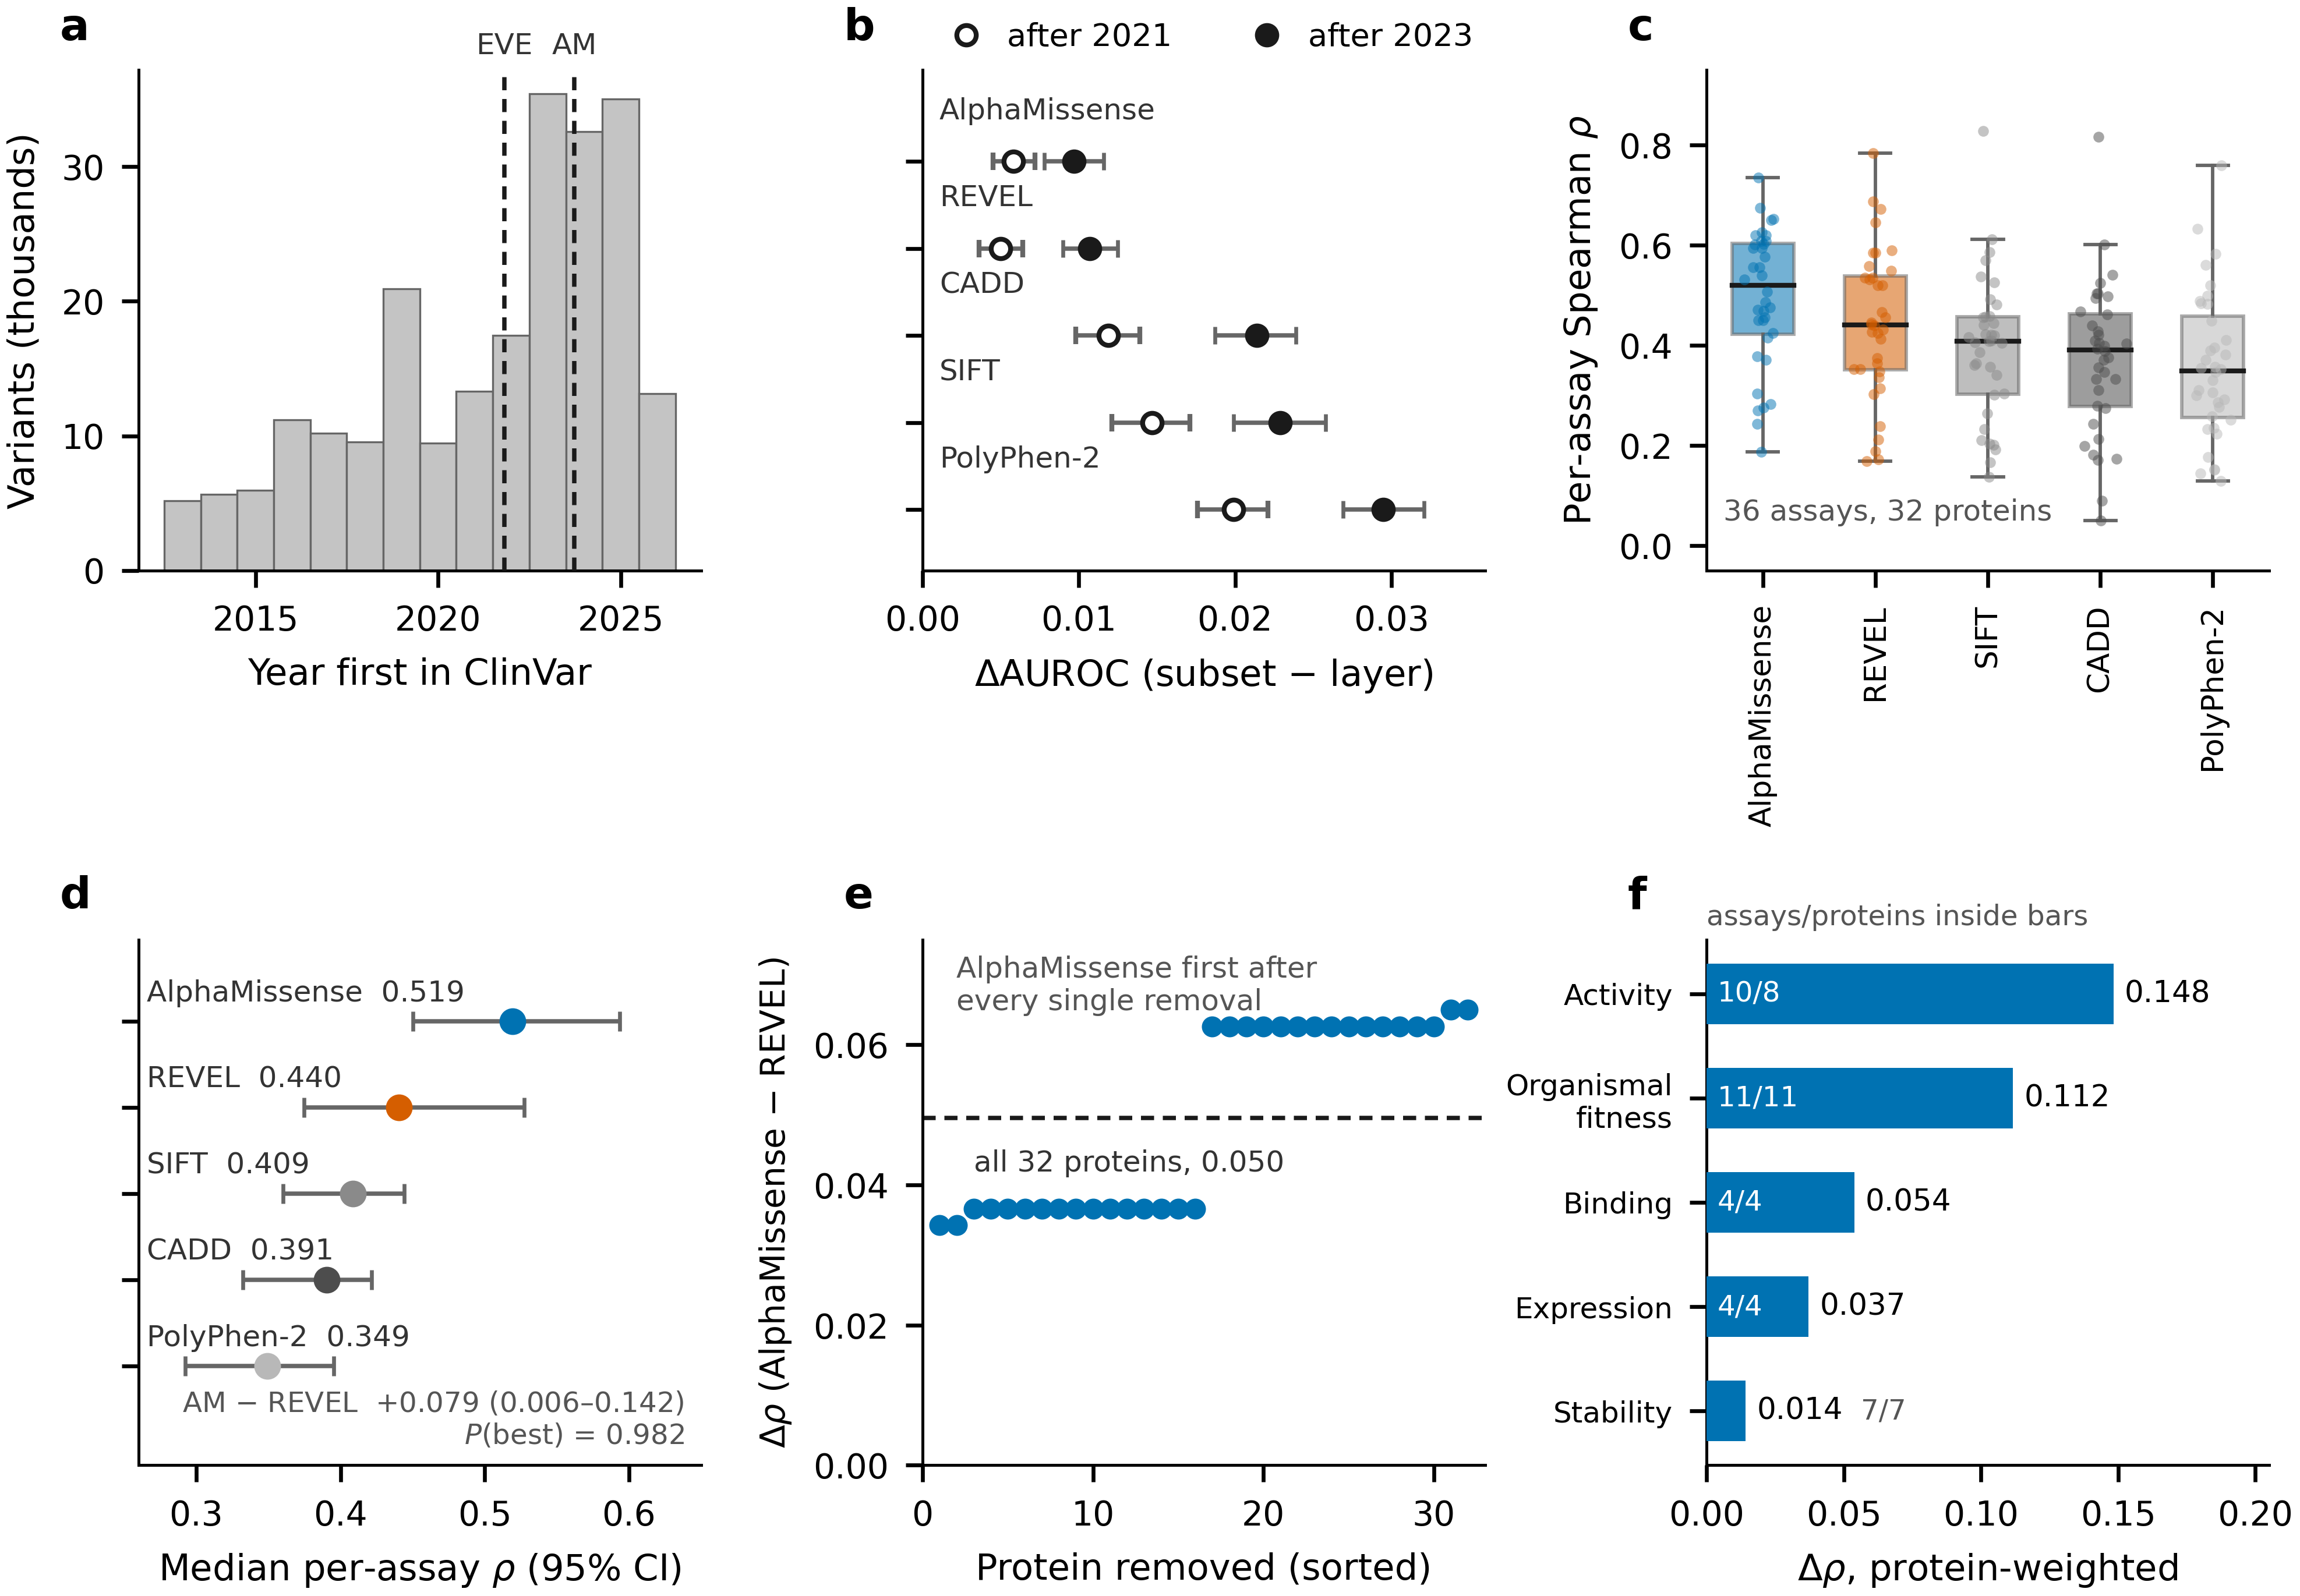 a
EVE AM
Variants (thousands)
30
20
10
0
2015 2020 2025
Year first in ClinVar
b
after 2021 after 2023
AlphaMissense
REVEL
CADD
SIFT
PolyPhen-2
0.00 0.01 0.02 0.03
ΔAUROC (subset − layer)
c
Per-assay Spearman ρ
0.8
0.6
0.4
0.2
0.0
36 assays, 32 proteins
AlphaMissense
REVEL
SIFT
CADD
PolyPhen-2
d
AlphaMissense 0.519
REVEL 0.440
SIFT 0.409
CADD 0.391
PolyPhen-2 0.349
AM − REVEL +0.079 (0.006–0.142)
P(best) = 0.982
0.3 0.4 0.5 0.6
Median per-assay ρ (95% CI)
e
Δρ (AlphaMissense − REVEL)
AlphaMissense first after
every single removal
0.06
all 32 proteins, 0.050
0.04
0.02
0.00
0 10 20 30
Protein removed (sorted)
f
assays/proteins inside bars
Activity 10/8 0.148
Organismal
fitness 11/11 0.112
Binding 4/4 0.054
Expression 4/4 0.037
Stability 0.014 7/7
0.00 0.05 0.10 0.15 0.20
Δρ, protein-weighted